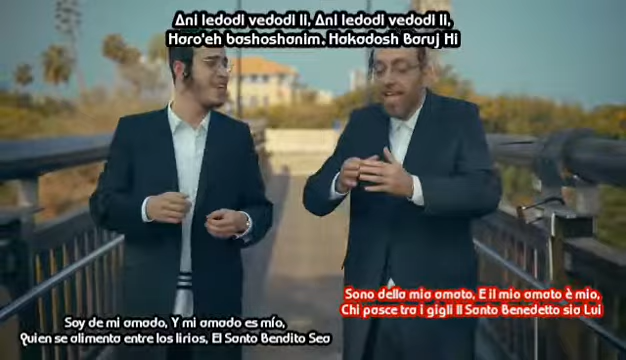 Ani ledodi vedodi li, Ani ledodi vedodi li,
Haro'eh bashoshanim. Hakadosh Baruj Hi
Sono della mia amato, E il mio amato è mio,
Chi pasce tra i gigli Il Santo Benedetto sia Lui
Soy de mi amado, Y mi amado es mío,
Quien se alimenta entre los lirios, El Santo Bendito Sea